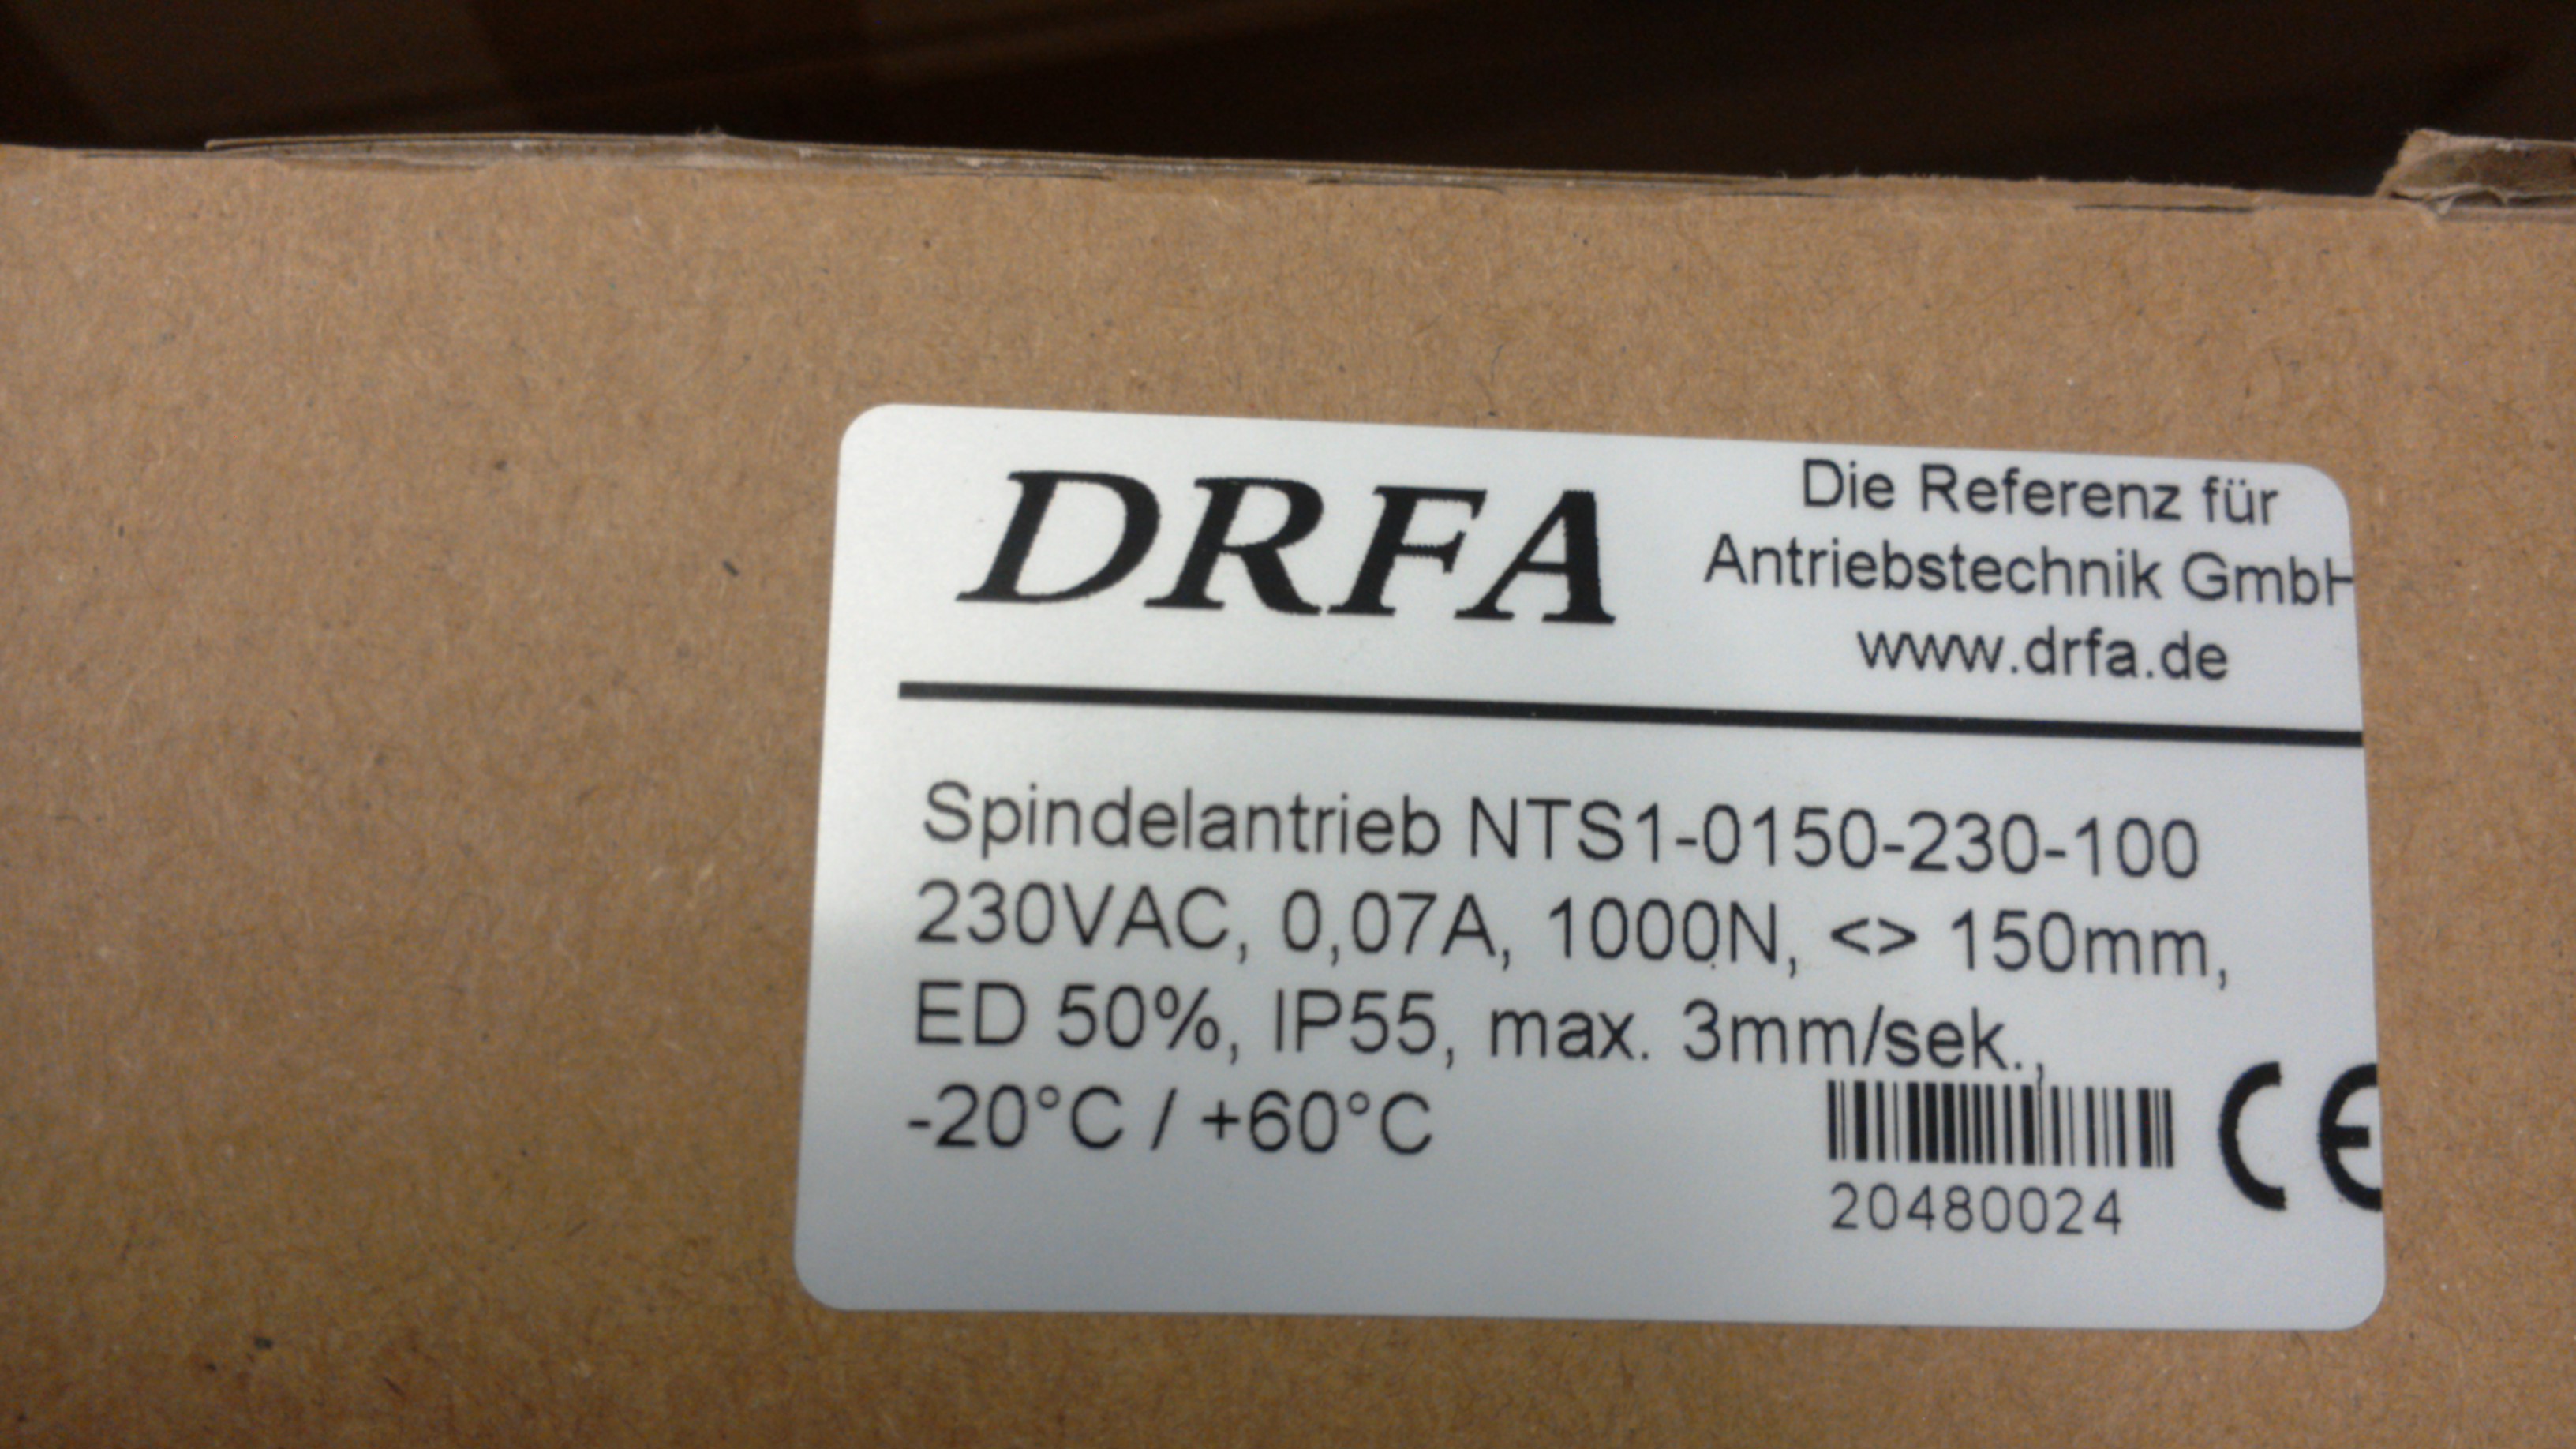 DRFA
Die Referenz für
Antriebstechnik GmbH
www.drfa.de
Spindelantrieb NTS1-0150-230-100
230VAC, 0,07A, 1000N, <> 150mm,
ED 50%, IP55, max. 3mm/sek.,
-20°C / +60°C
20480024
CE